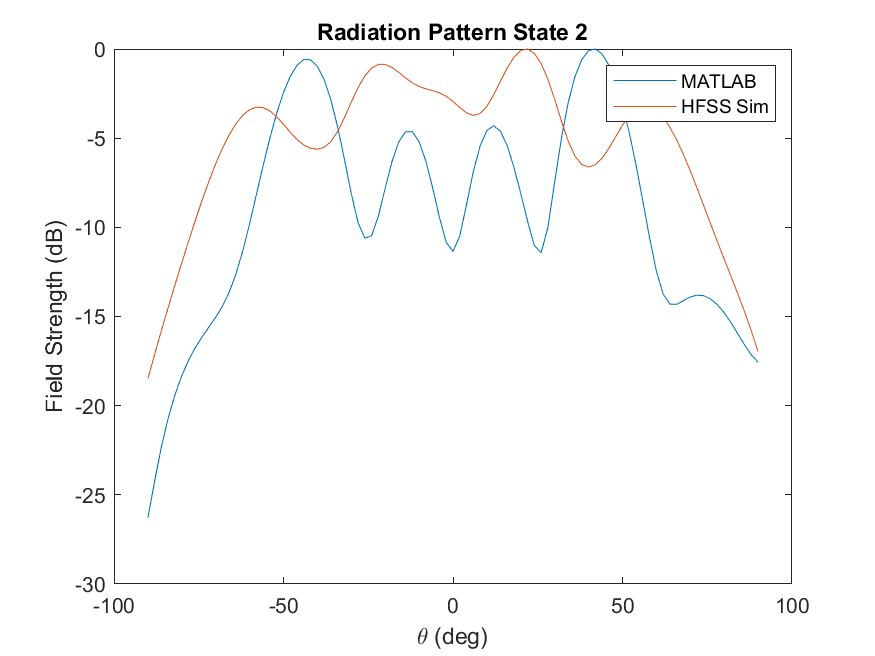 Radiation Pattern State 2
MATLAB
HFSS Sim
Field Strength (dB)
0
-5
-10
-15
-20
-25
-30
-100
-50
0
50
100
θ (deg)